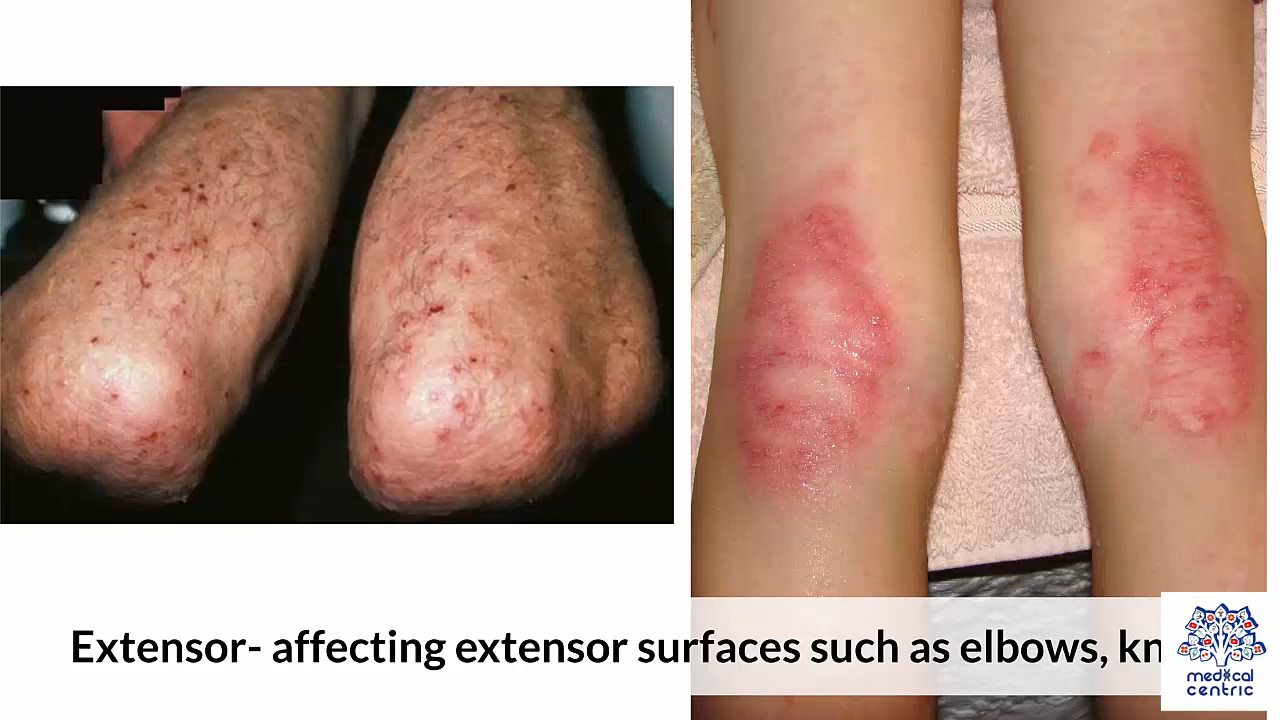 Extensor- affecting extensor surfaces such as elbows, kn
medical
centric